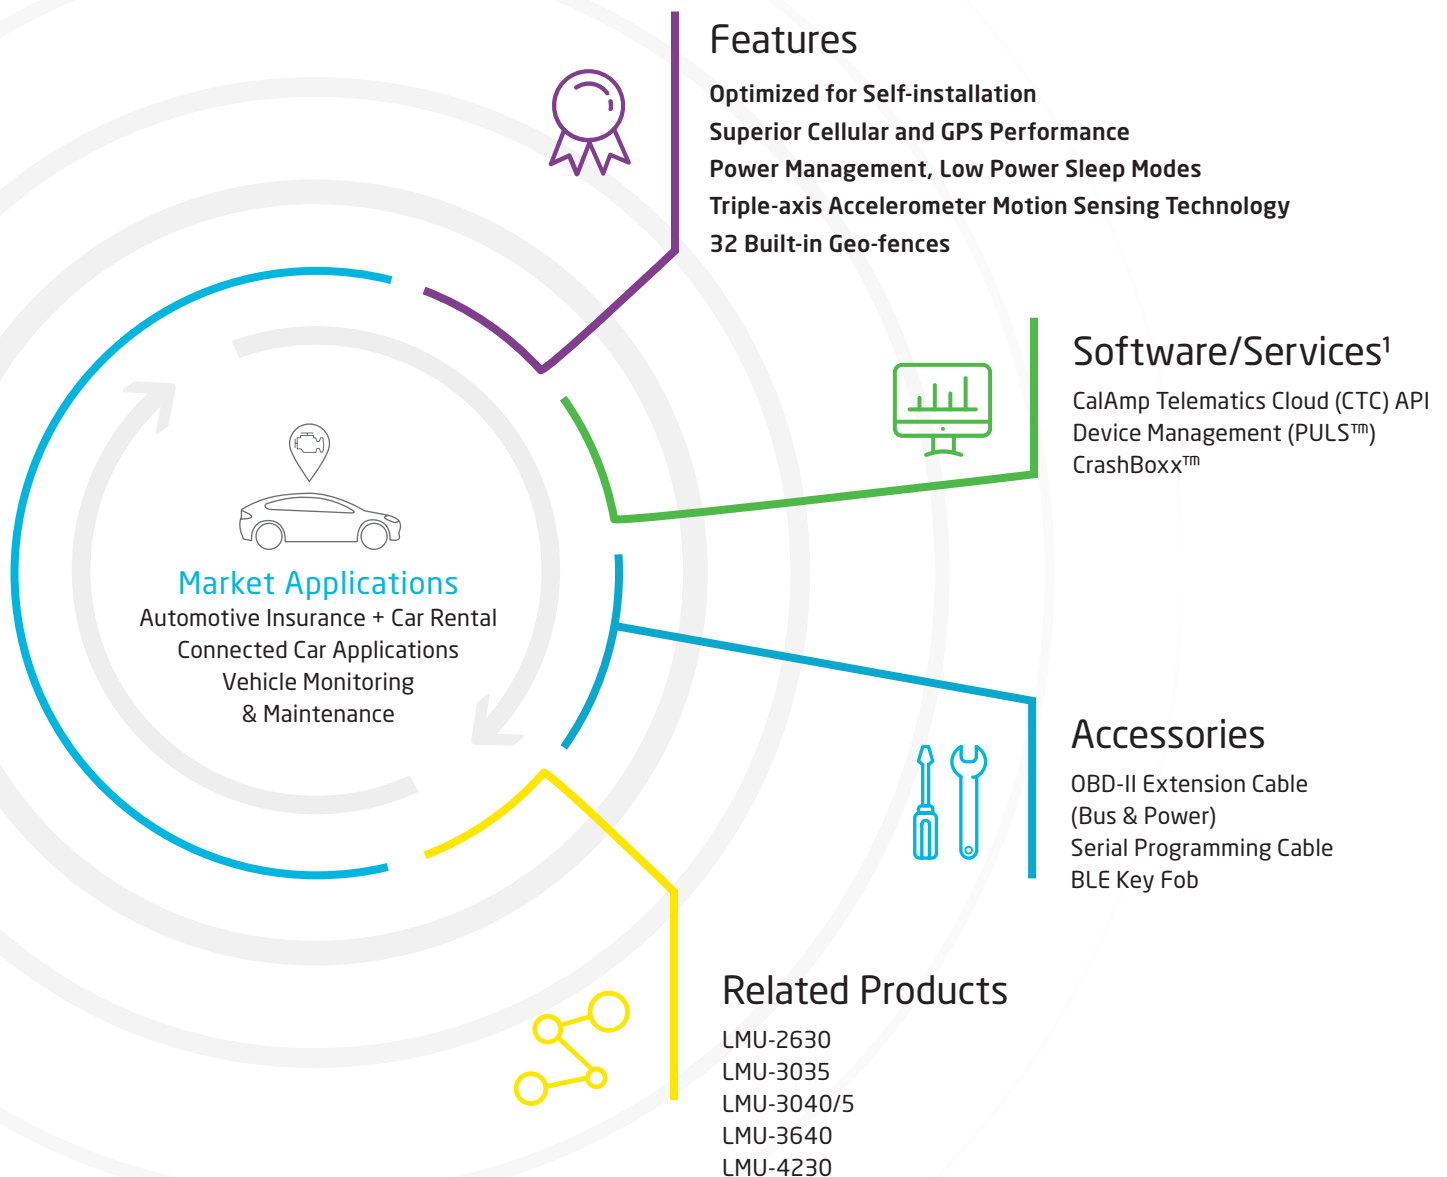 Features
Optimized for Self-installation
Superior Cellular and GPS Performance
Power Management, Low Power Sleep Modes
Triple-axis Accelerometer Motion Sensing Technology
32 Built-in Geo-fences
Software/Services¹
CalAmp Telematics Cloud (CTC) API
Device Management (PULS™)
CrashBoxx™
Market Applications
Automotive Insurance + Car Rental
Connected Car Applications
Vehicle Monitoring
& Maintenance
Accessories
OBD-II Extension Cable
(Bus & Power)
Serial Programming Cable
BLE Key Fob
Related Products
LMU-2630
LMU-3035
LMU-3040/5
LMU-3640
LMU-4230